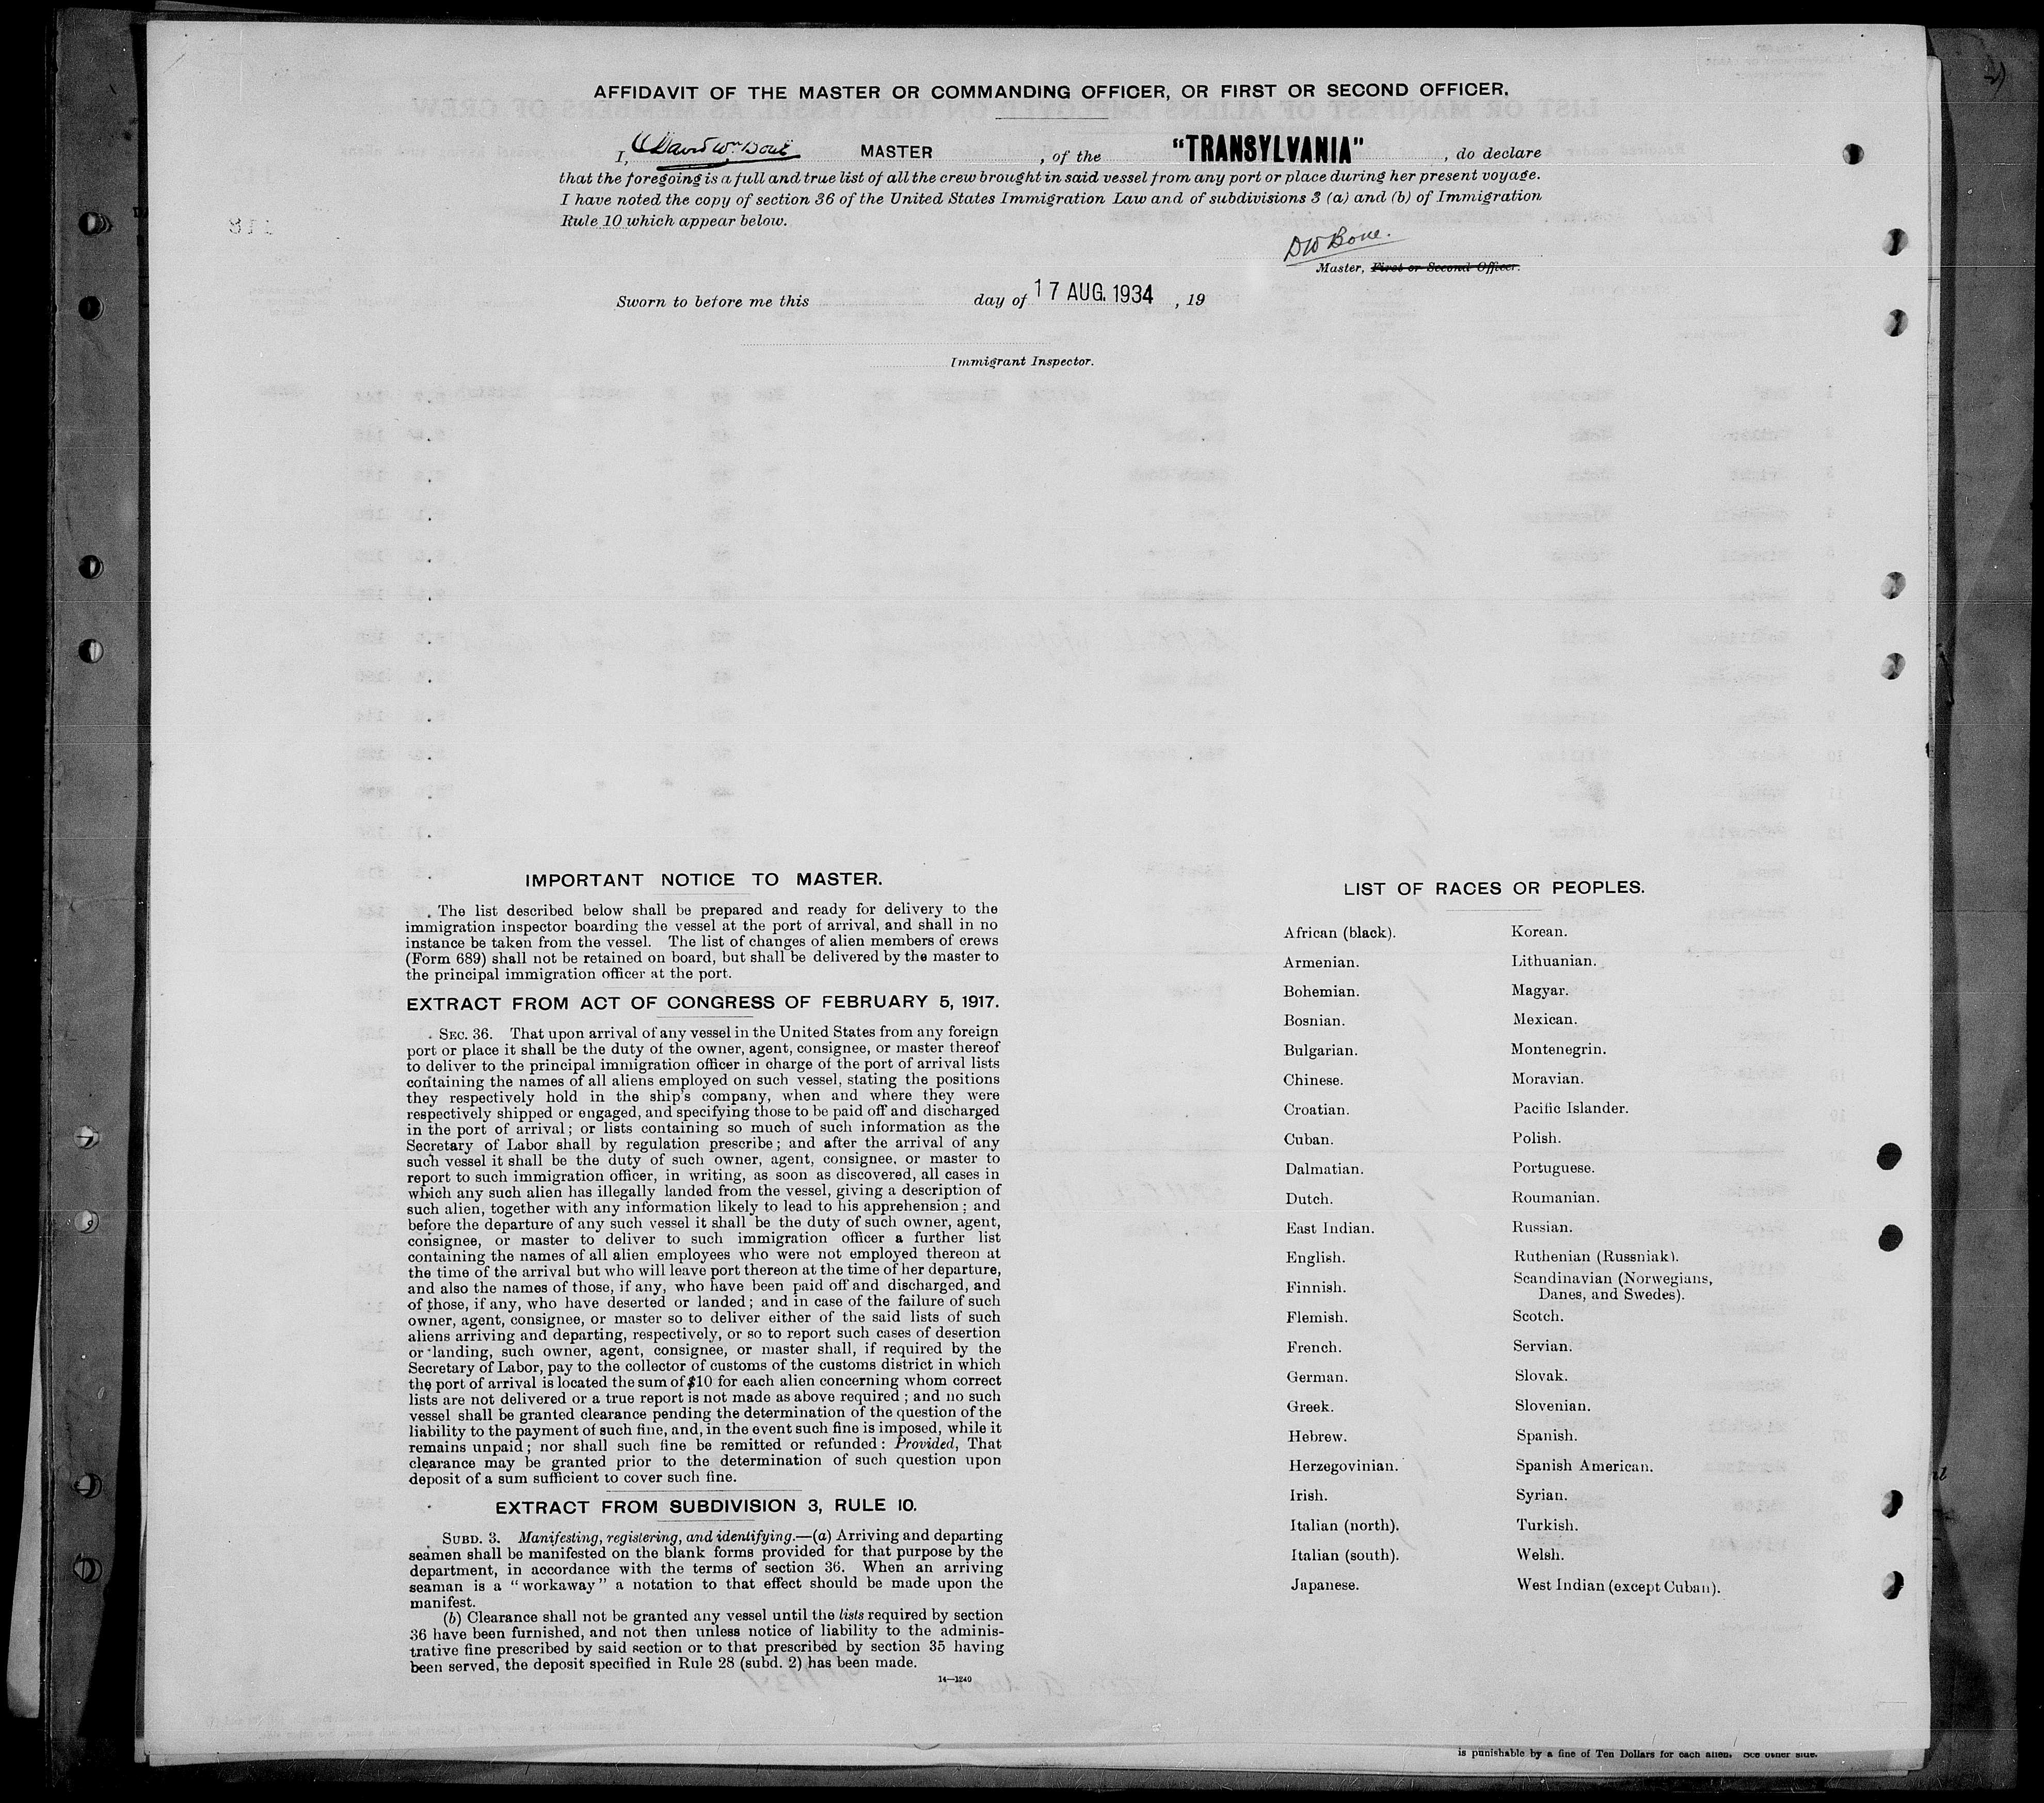 AFFIDAVIT OF THE MASTER OR COMMANDING OFFICER, OR FIRST OR SECOND OFFICER.
I, David Wm Bone MASTER, of the "TRANSYLVANIA", do declare
that the foregoing is a full and true list of all the crew brought in said vessel from any port or place during her present voyage.
I have noted the copy of section 36 of the United States Immigration Law and of subdivisions 3 (a) and (b) of Immigration
Rule 10 which appear below.
DW Bone.
Master, First or Second Officer.
Sworn to before me this day of 17 AUG. 1934, 19
Immigrant Inspector.
IMPORTANT NOTICE TO MASTER.
The list described below shall be prepared and ready for delivery to the
immigration inspector boarding the vessel at the port of arrival, and shall in no
instance be taken from the vessel. The list of changes of alien members of crews
(Form 689) shall not be retained on board, but shall be delivered by the master to
the principal immigration officer at the port.
EXTRACT FROM ACT OF CONGRESS OF FEBRUARY 5, 1917.
SEC. 36. That upon arrival of any vessel in the United States from any foreign
port or place it shall be the duty of the owner, agent, consignee, or master thereof
to deliver to the principal immigration officer in charge of the port of arrival lists
containing the names of all aliens employed on such vessel, stating the positions
they respectively hold in the ship's company, when and where they were
respectively shipped or engaged, and specifying those to be paid off and discharged
in the port of arrival; or lists containing so much of such information as the
Secretary of Labor shall by regulation prescribe; and after the arrival of any
such vessel it shall be the duty of such owner, agent, consignee, or master to
report to such immigration officer, in writing, as soon as discovered, all cases in
which any such alien has illegally landed from the vessel, giving a description of
such alien, together with any information likely to lead to his apprehension; and
before the departure of any such vessel it shall be the duty of such owner, agent,
consignee, or master to deliver to such immigration officer a further list
containing the names of all alien employees who were not employed thereon at
the time of the arrival but who will leave port thereon at the time of her departure,
and also the names of those, if any, who have been paid off and discharged, and
of those, if any, who have deserted or landed; and in case of the failure of such
owner, agent, consignee, or master so to deliver either of the said lists of such
aliens arriving and departing, respectively, or so to report such cases of desertion
or landing, such owner, agent, consignee, or master shall, if required by the
Secretary of Labor, pay to the collector of customs of the customs district in which
the port of arrival is located the sum of $10 for each alien concerning whom correct
lists are not delivered or a true report is not made as above required; and no such
vessel shall be granted clearance pending the determination of the question of the
liability to the payment of such fine, and, in the event such fine is imposed, while it
remains unpaid; nor shall such fine be remitted or refunded: Provided, That
clearance may be granted prior to the determination of such question upon
deposit of a sum sufficient to cover such fine.
EXTRACT FROM SUBDIVISION 3, RULE 10.
SUBD. 3. Manifesting, registering, and identifying.—(a) Arriving and departing
seamen shall be manifested on the blank forms provided for that purpose by the
department, in accordance with the terms of section 36. When an arriving
seaman is a "workaway" a notation to that effect should be made upon the
manifest.
(b) Clearance shall not be granted any vessel until the lists required by section
36 have been furnished, and not then unless notice of liability to the adminis-
trative fine prescribed by said section or to that prescribed by section 35 having
been served, the deposit specified in Rule 28 (subd. 2) has been made.
14—1240
LIST OF RACES OR PEOPLES.
African (black).
Armenian.
Bohemian.
Bosnian.
Bulgarian.
Chinese.
Croatian.
Cuban.
Dalmatian.
Dutch.
East Indian.
English.
Finnish.
Flemish.
French.
German.
Greek.
Hebrew.
Herzegovinian.
Irish.
Italian (north).
Italian (south).
Japanese.
Korean.
Lithuanian.
Magyar.
Mexican.
Montenegrin.
Moravian.
Pacific Islander.
Polish.
Portuguese.
Roumanian.
Russian.
Ruthenian (Russniak).
Scandinavian (Norwegians,
Danes, and Swedes).
Scotch.
Servian.
Slovak.
Slovenian.
Spanish.
Spanish American.
Syrian.
Turkish.
Welsh.
West Indian (except Cuban).
is punishable by a fine of Ten Dollars for each alien. See other side.